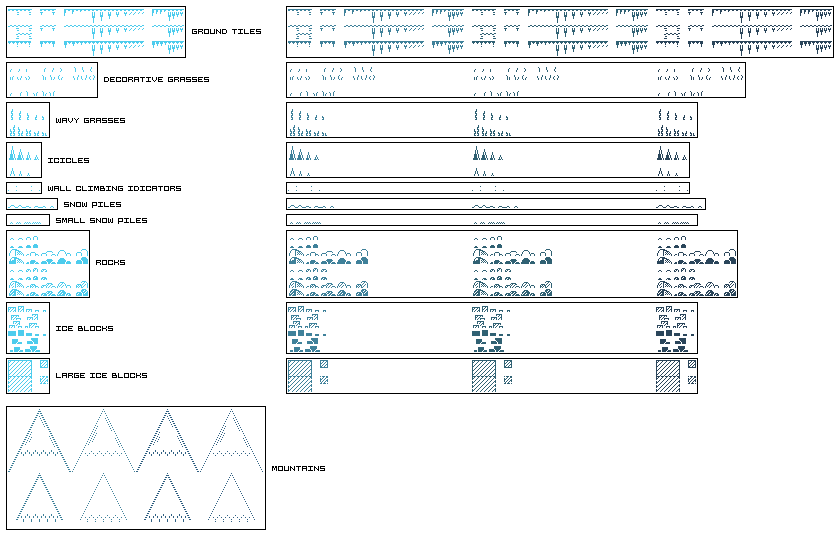 GROUND TILES
DECORATIVE GRASSES
WAVY GRASSES
ICICLES
WALL CLIMBING IDICATORS
SNOW PILES
SMALL SNOW PILES
ROCKS
ICE BLOCKS
LARGE ICE BLOCKS
MOUNTAINS